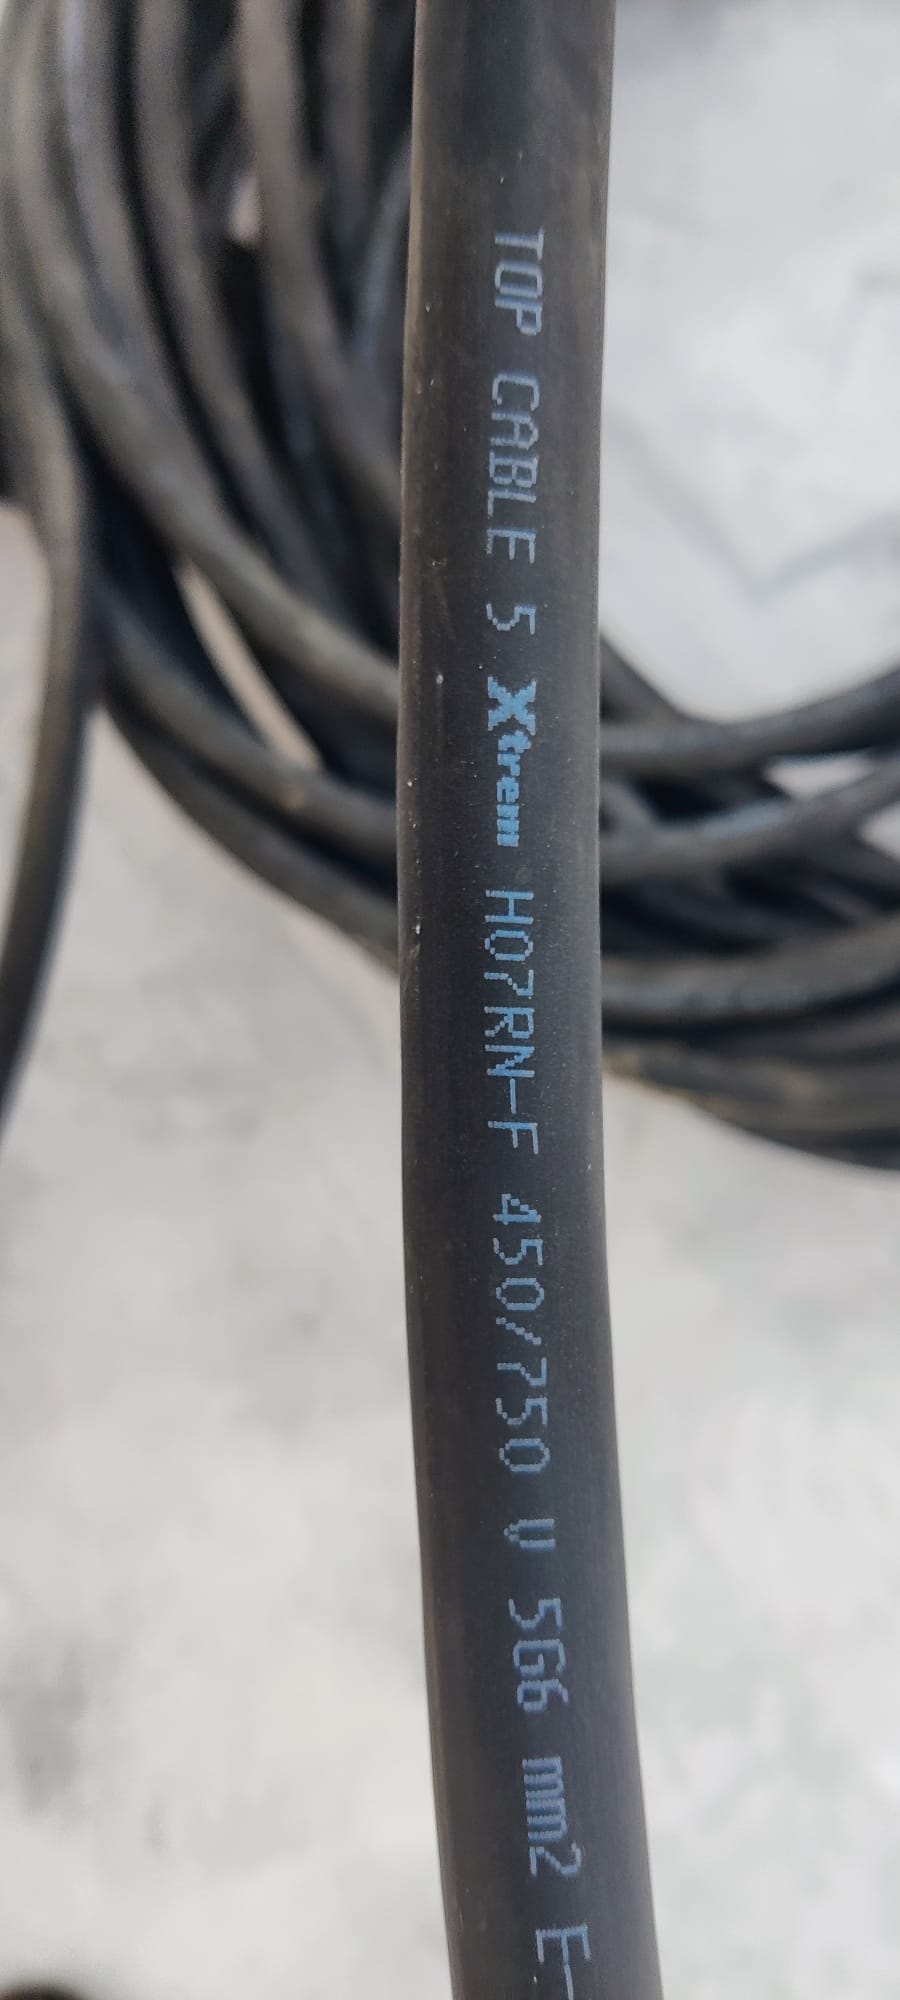 TOP CABLE 5 Xtrem H07RN-F 450/750 V 5G6 mm2 E-